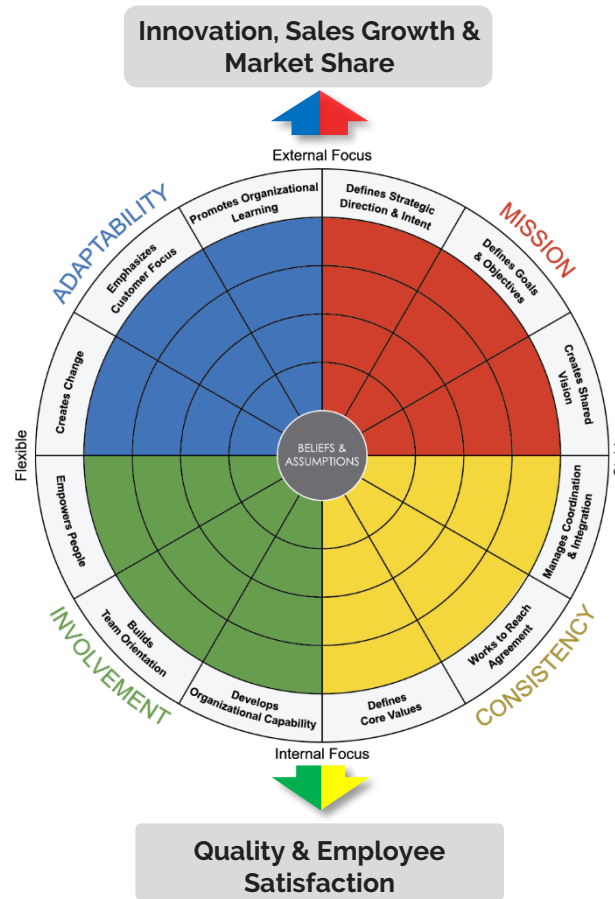 Innovation, Sales Growth &
Market Share
External Focus
ADAPTABILITY
MISSION
Promotes Organizational
Learning
Defines Strategic
Direction & Intent
Emphasizes
Customer Focus
Defines Goals
& Objectives
Creates Change
Creates Shared
Vision
Flexible
BELIEFS &
ASSUMPTIONS
Empowers People
Manages Coordination
& Integration
Builds
Team Orientation
Works to Reach
Agreement
Develops
Organizational Capability
Defines
Core Values
INVOLVEMENT
CONSISTENCY
Internal Focus
Quality & Employee
Satisfaction